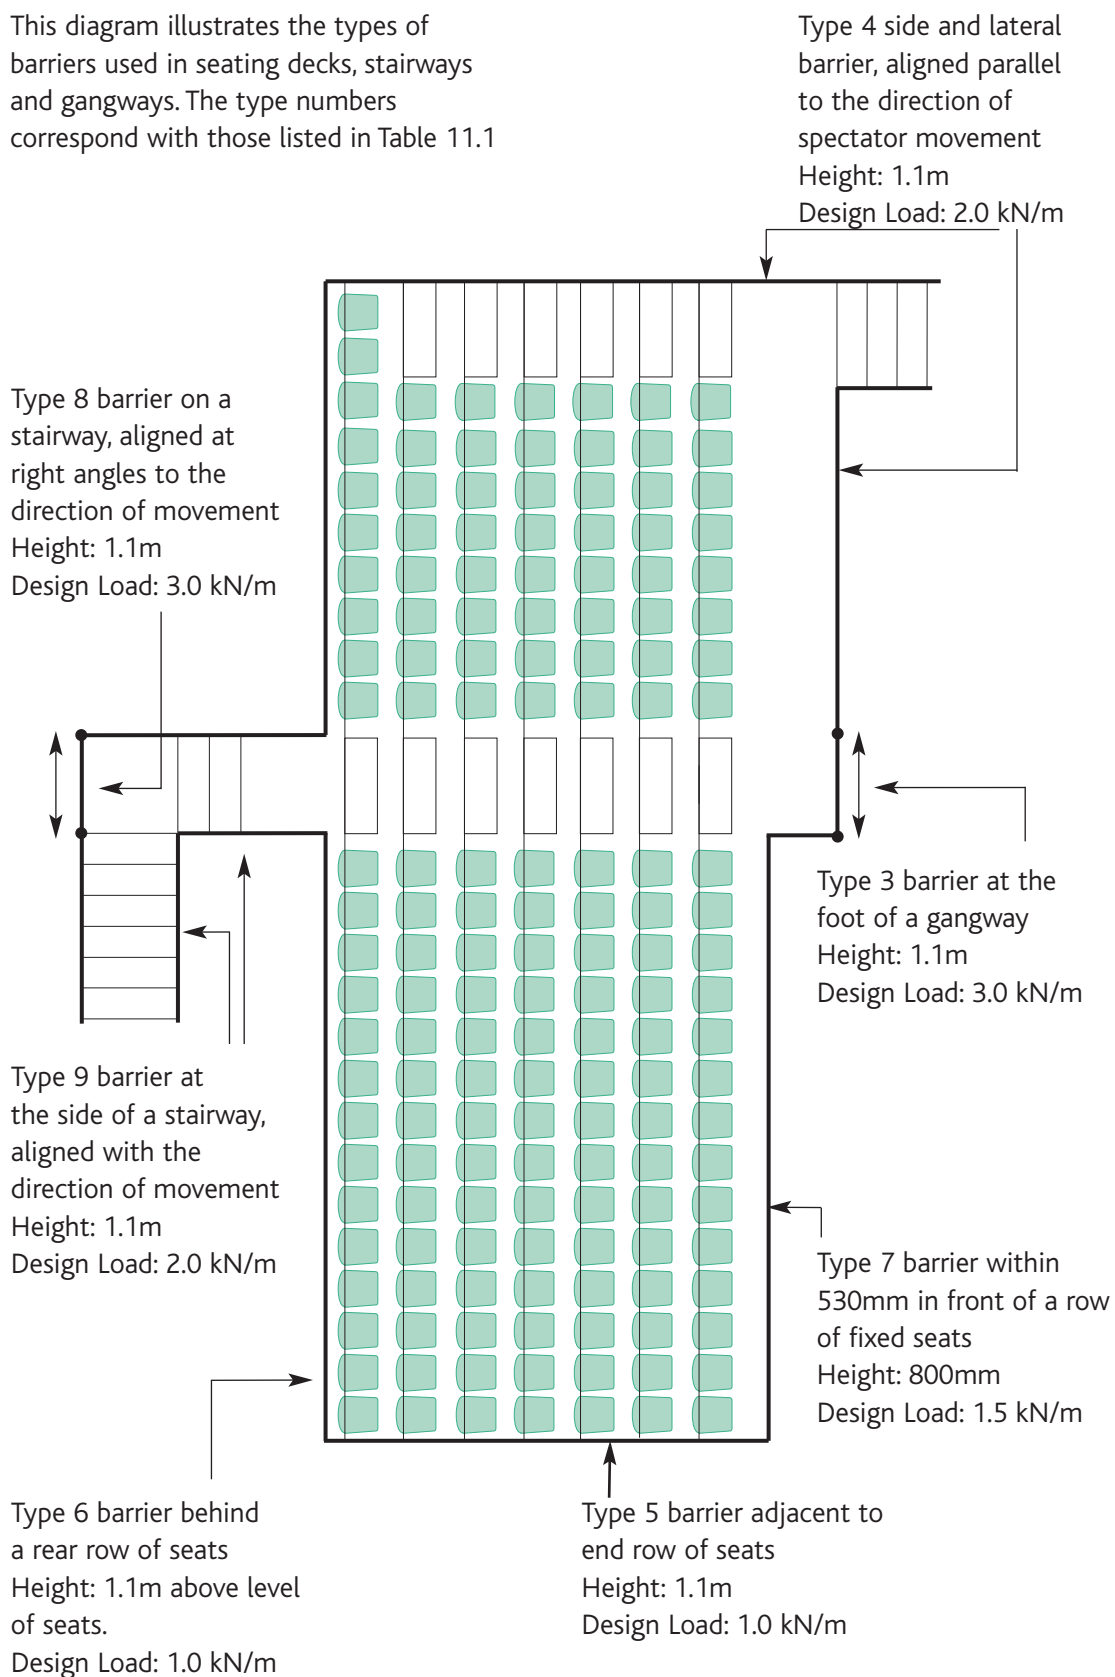 This diagram illustrates the types of
barriers used in seating decks, stairways
and gangways. The type numbers
correspond with those listed in Table 11.1
Type 4 side and lateral
barrier, aligned parallel
to the direction of
spectator movement
Height: 1.1m
Design Load: 2.0 kN/m
Type 8 barrier on a
stairway, aligned at
right angles to the
direction of movement
Height: 1.1m
Design Load: 3.0 kN/m
Type 3 barrier at the
foot of a gangway
Height: 1.1m
Design Load: 3.0 kN/m
Type 9 barrier at
the side of a stairway,
aligned with the
direction of movement
Height: 1.1m
Design Load: 2.0 kN/m
Type 7 barrier within
530mm in front of a row
of fixed seats
Height: 800mm
Design Load: 1.5 kN/m
Type 6 barrier behind
a rear row of seats
Height: 1.1m above level
of seats.
Design Load: 1.0 kN/m
Type 5 barrier adjacent to
end row of seats
Height: 1.1m
Design Load: 1.0 kN/m